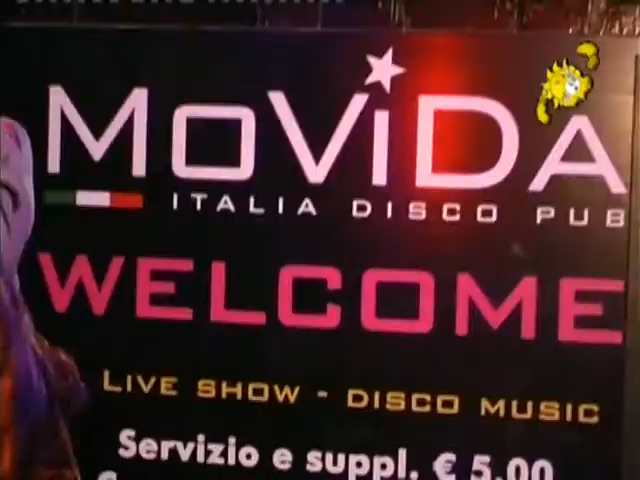 MOViDA
ITALIA DISCO PUB
WELCOME
LIVE SHOW - DISCO MUSIC
Servizio e suppl. € 5.00